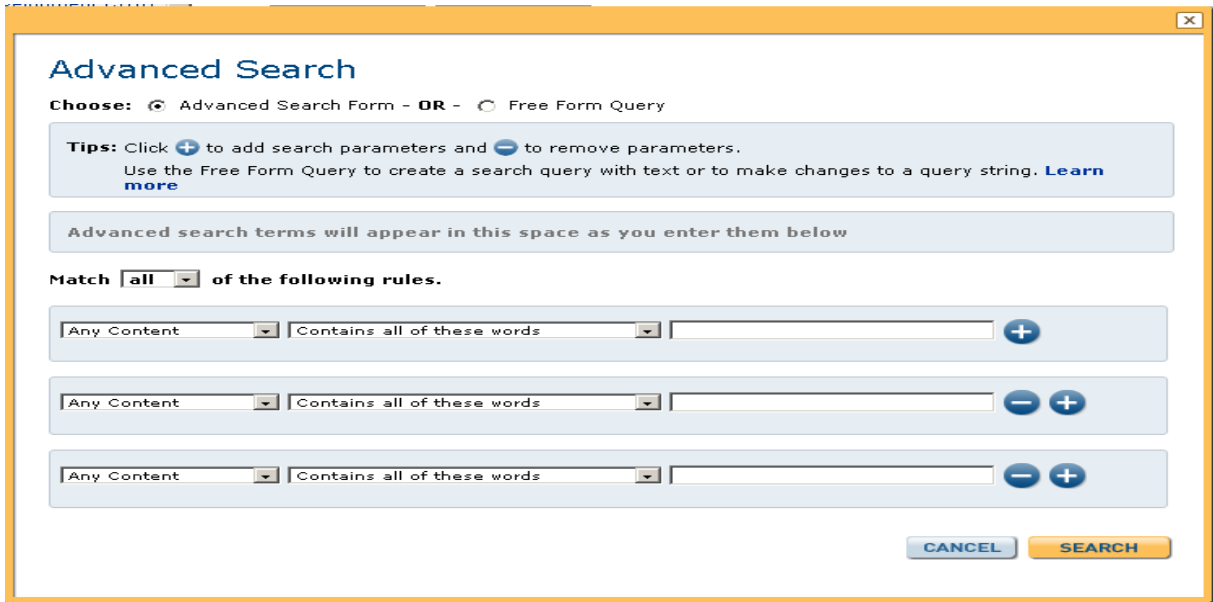 Advanced Search
Choose: Advanced Search Form - OR - Free Form Query
Tips: Click + to add search parameters and – to remove parameters.
Use the Free Form Query to create a search query with text or to make changes to a query string. Learn
more
Advanced search terms will appear in this space as you enter them below
Match all of the following rules.
Any Content Contains all of these words
Any Content Contains all of these words
Any Content Contains all of these words
CANCEL SEARCH